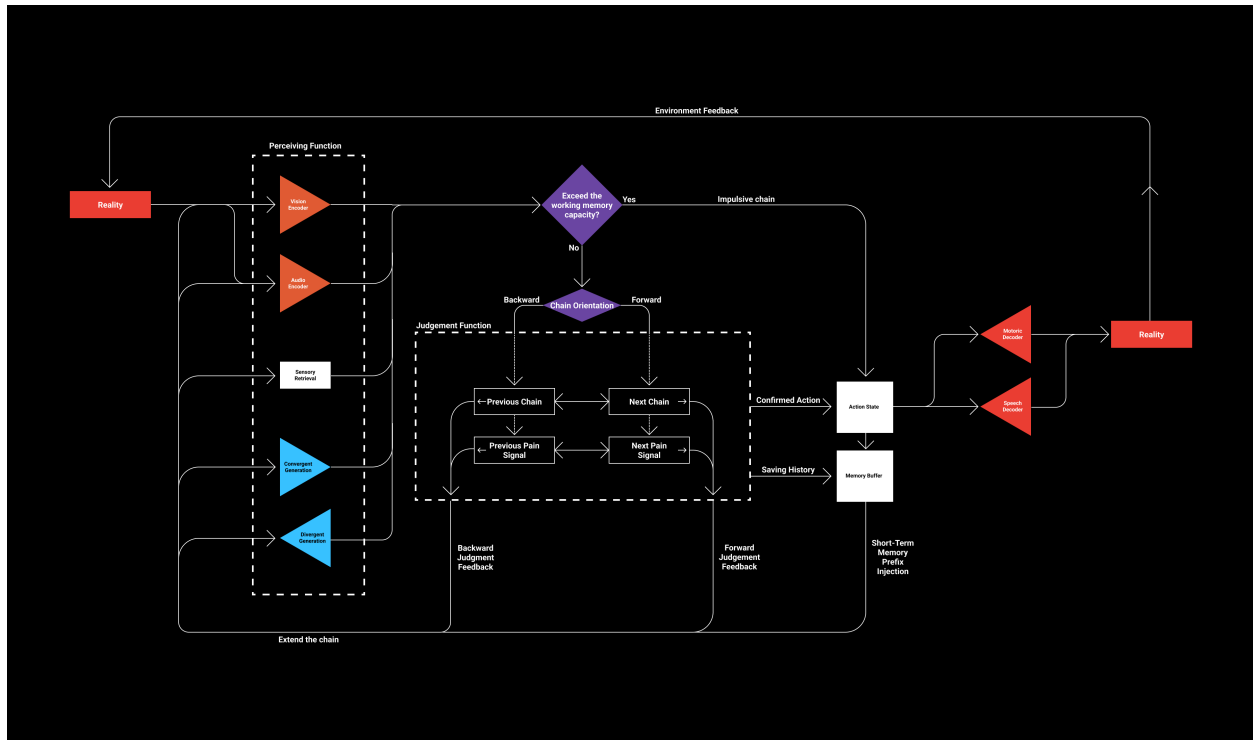 Environment Feedback
Perceiving Function
Reality
Vision
Encoder
Exceed the
working memory
capacity?
Yes
Impulsive chain
No
Audio
Encoder
Backward
Chain Orientation
Forward
Judgement Function
Motoric
Decoder
Reality
Sensory
Retrieval
Previous Chain
Next Chain
Confirmed Action
Action State
Speech
Decoder
Previous Pain
Signal
Next Pain
Signal
Convergent
Generation
Saving History
Memory Buffer
Divergent
Generation
Backward
Judgment
Feedback
Forward
Judgement
Feedback
Short-Term
Memory
Prefix
Injection
Extend the chain